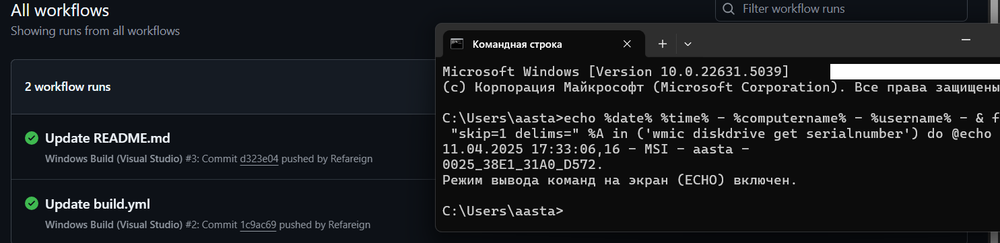 All workflows
Showing runs from all workflows
Filter workflow runs
2 workflow runs
Update README.md
Windows Build (Visual Studio) #3: Commit d323e04 pushed by Refareign
Update build.yml
Windows Build (Visual Studio) #2: Commit 1c9ac69 pushed by Refareign
Командная строка
Microsoft Windows [Version 10.0.22631.5039]
(c) Корпорация Майкрософт (Microsoft Corporation). Все права защищены
C:\Users\aasta>echo %date% %time% – %computername% – %username% – & f
"skip=1 delims=" %A in ('wmic diskdrive get serialnumber') do @echo
11.04.2025 17:33:06,16 – MSI – aasta –
0025_38E1_31A0_D572.
Режим вывода команд на экран (ECHO) включен.
C:\Users\aasta>